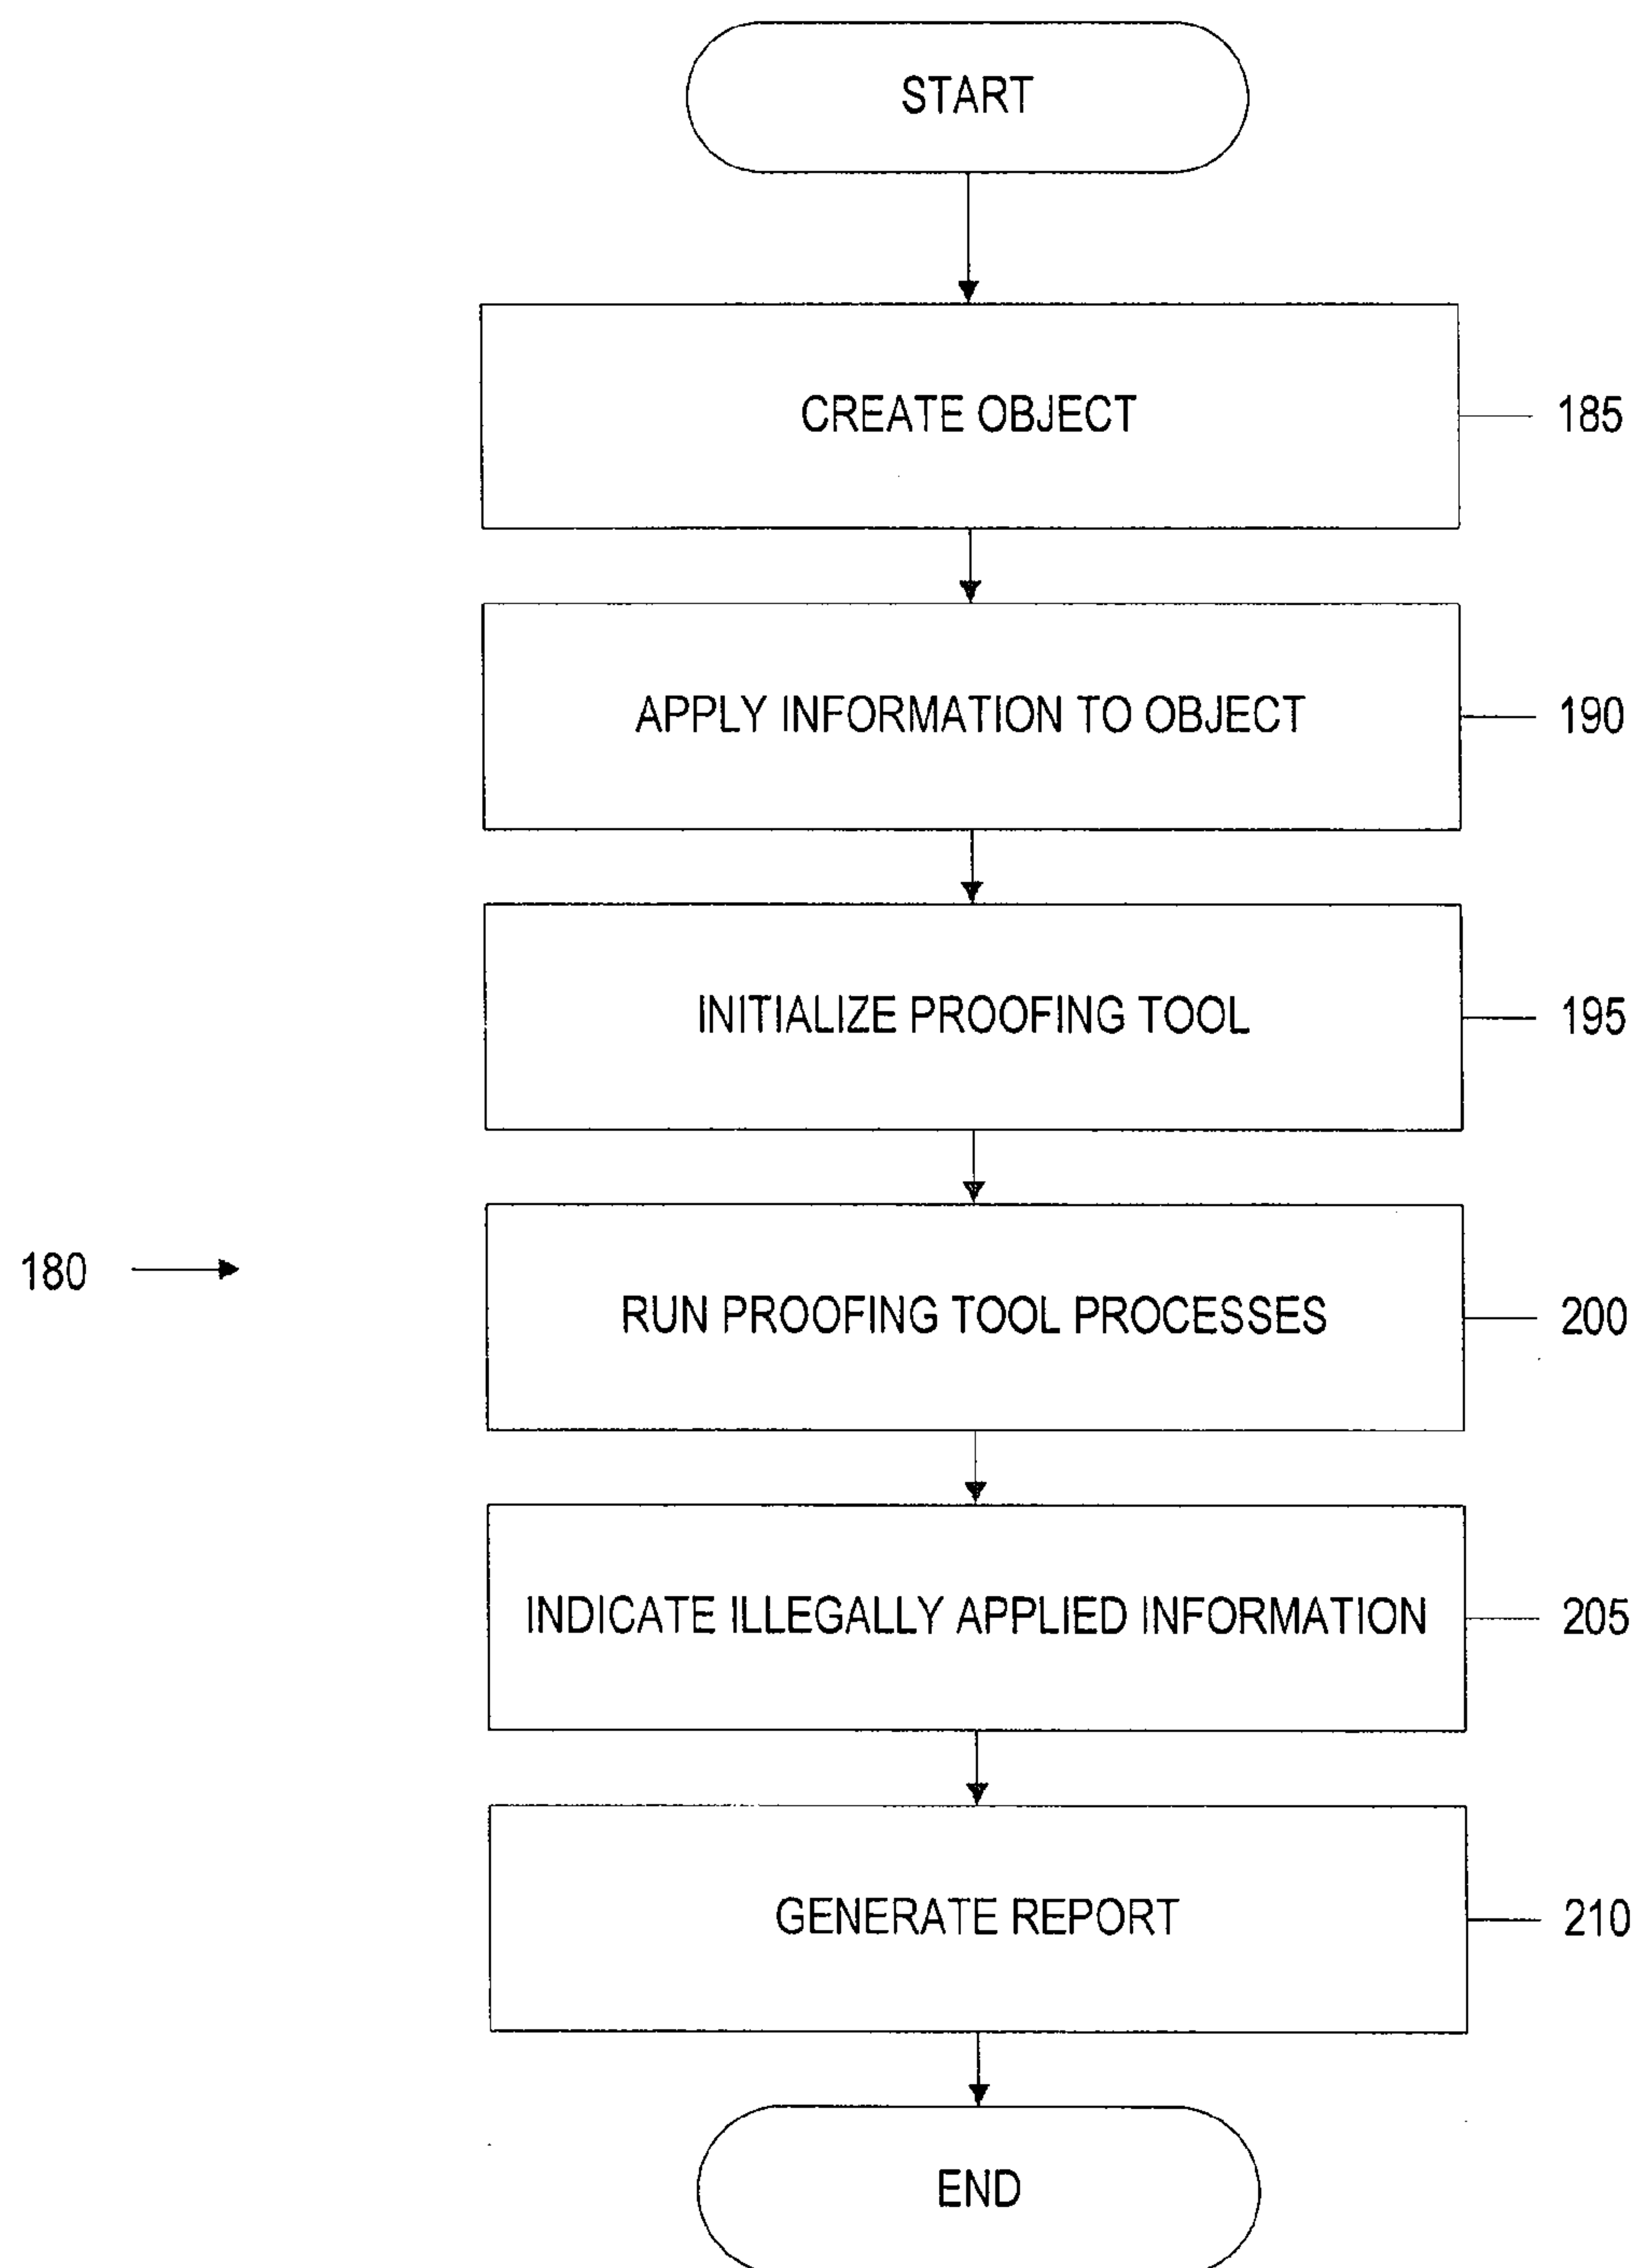 START
CREATE OBJECT
185
APPLY INFORMATION TO OBJECT
190
INITIALIZE PROOFING TOOL
195
180
RUN PROOFING TOOL PROCESSES
200
INDICATE ILLEGALLY APPLIED INFORMATION
205
GENERATE REPORT
210
END